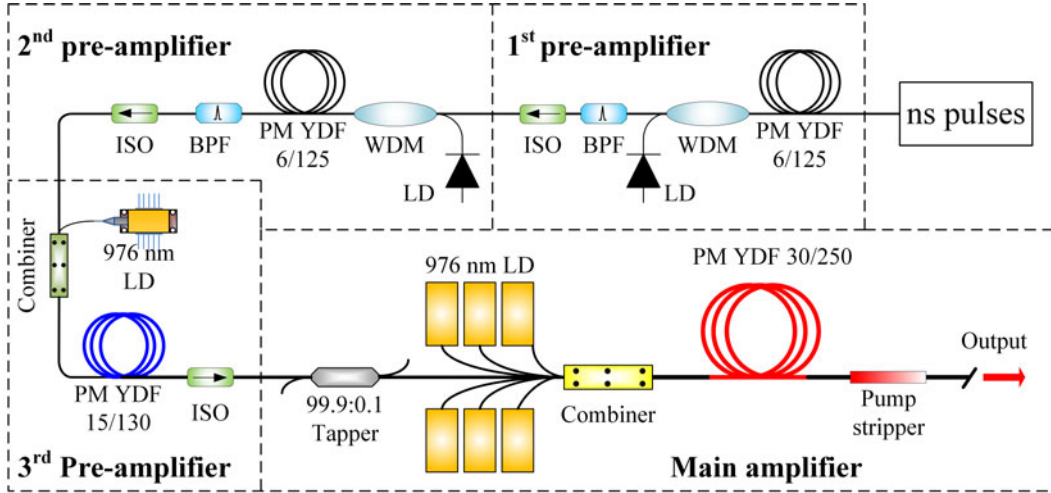 2nd pre-amplifier
1st pre-amplifier
ns pulses
ISO
BPF
PM YDF
6/125
WDM
LD
ISO
BPF
LD
WDM
PM YDF
6/125
Combiner
976 nm
LD
PM YDF
15/130
ISO
3rd Pre-amplifier
99.9:0.1
Tapper
976 nm LD
Combiner
PM YDF 30/250
Pump
stripper
Output
Main amplifier